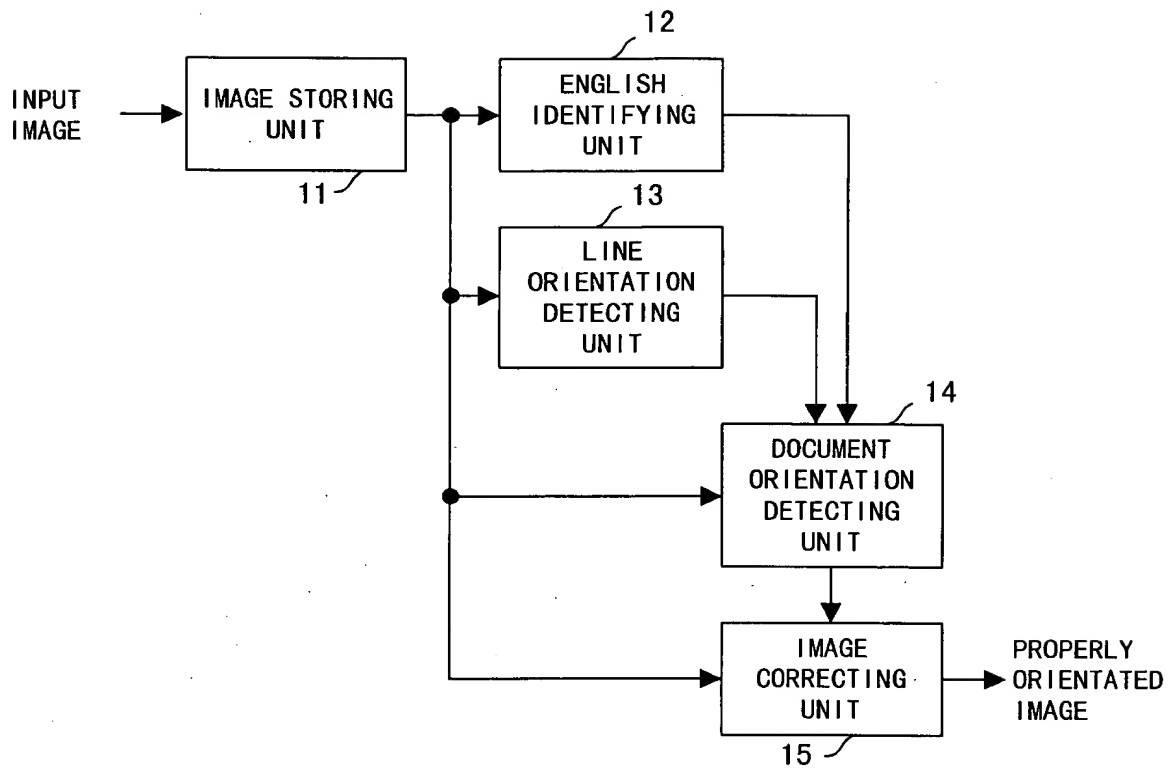 INPUT
IMAGE
IMAGE STORING
UNIT
11
12
ENGLISH
IDENTIFYING
UNIT
13
LINE
ORIENTATION
DETECTING
UNIT
14
DOCUMENT
ORIENTATION
DETECTING
UNIT
IMAGE
CORRECTING
UNIT
15
PROPERLY
ORIENTATED
IMAGE